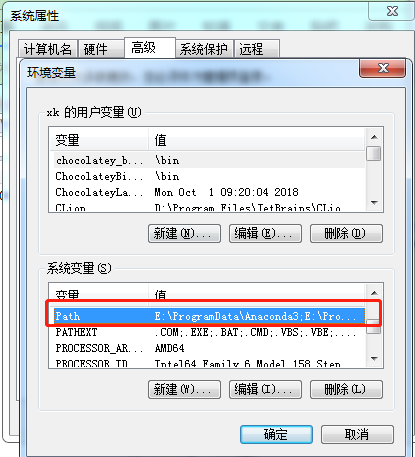 系统属性
计算机名 硬件 高级 系统保护 远程
环境变量
xk 的用户变量(U)
变量 值
chocolatey_b... \bin
ChocolateyBi... \bin
ChocolateyLa... Mon Oct  1 09:20:04 2018
CLion D:\Program Files\JetBrains\CLio
新建(N)... 编辑(E)... 删除(D)
系统变量(S)
变量 值
Path E:\ProgramData\Anaconda3;E:\Pro...
PATHEXT .COM;.EXE;.BAT;.CMD;.VBS;.VBE;....
PROCESSOR_AR... AMD64
PROCESSOR_ID Intel64 Family 6 Model 158 Step
新建(W)... 编辑(I)... 删除(L)
确定 取消